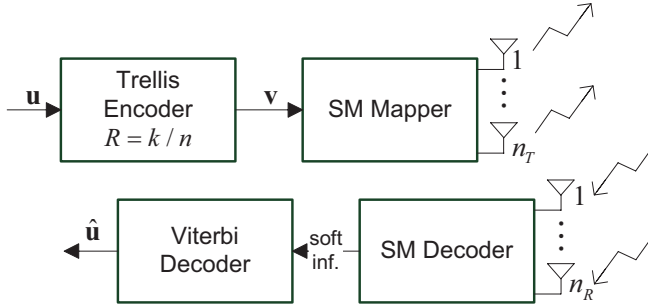 u
Trellis
Encoder
R = k / n
v
SM Mapper
1
n_T
û
Viterbi
Decoder
soft
inf.
SM Decoder
1
n_R